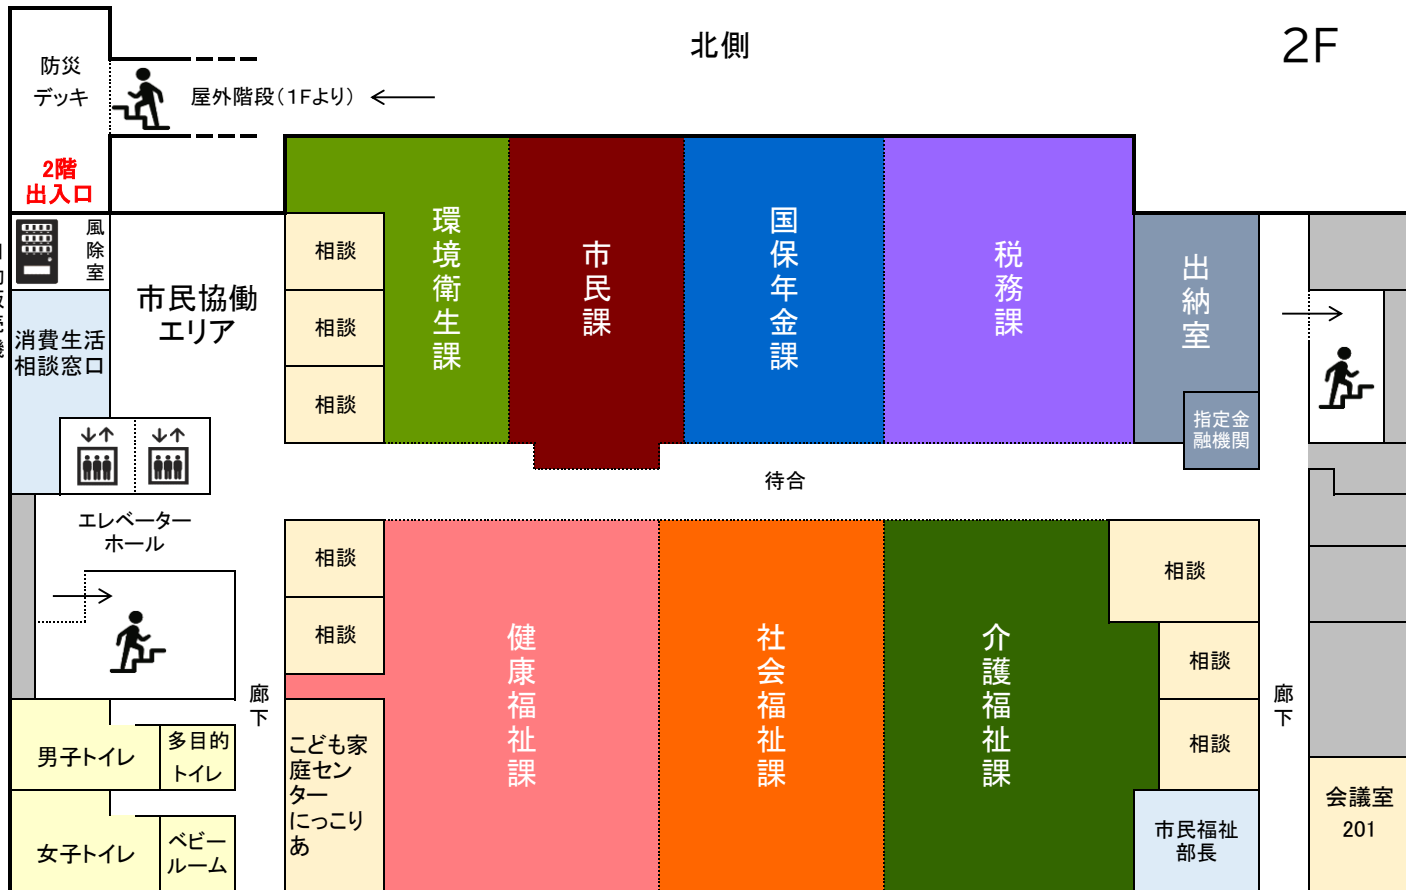 北側
2F
防災
デッキ
屋外階段(1Fより)
2階
出入口
風除室
市民協働
エリア
消費生活
相談窓口
相談
相談
相談
環境衛生課
市民課
国保年金課
税務課
出納室
指定金
融機関
待合
エレベーター
ホール
相談
相談
健康福祉課
社会福祉課
介護福祉課
相談
相談
相談
廊下
廊下
男子トイレ
多目的
トイレ
女子トイレ
ベビー
ルーム
こども家
庭セン
ター
にっこり
あ
市民福祉
部長
会議室
201